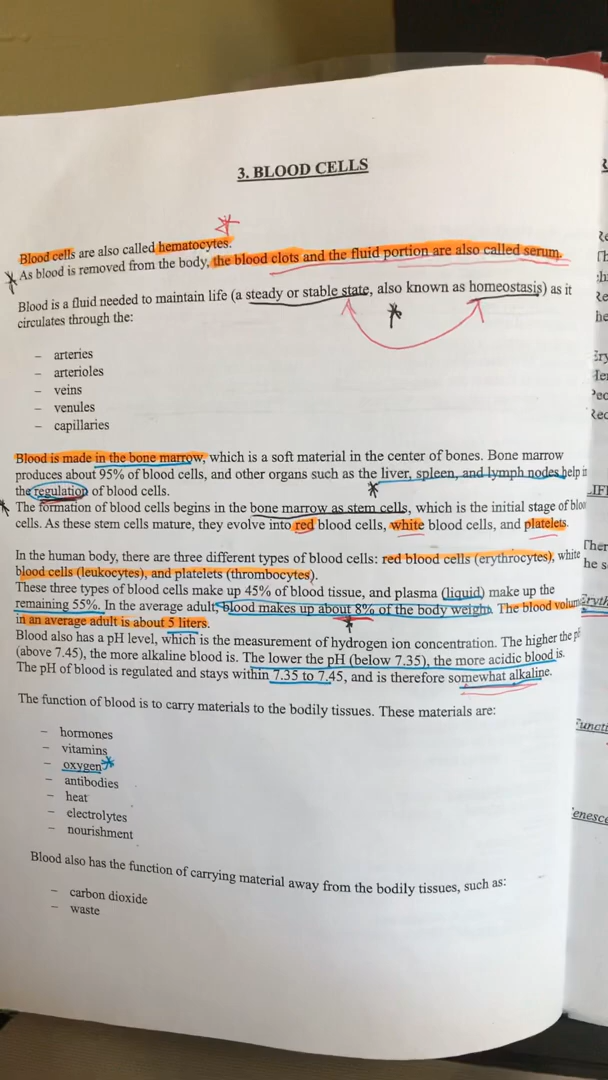 3. BLOOD CELLS
Blood cells are also called hematocytes.
As blood is removed from the body, the blood clots and the fluid portion are also called serum.
Blood is a fluid needed to maintain life (a steady or stable state, also known as homeostasis) as it
circulates through the:
– arteries
– arterioles
– veins
– venules
– capillaries
Blood is made in the bone marrow, which is a soft material in the center of bones. Bone marrow
produces about 95% of blood cells, and other organs such as the liver, spleen, and lymph nodes help in
the regulation of blood cells.
The formation of blood cells begins in the bone marrow as stem cells, which is the initial stage of bloo
cells. As these stem cells mature, they evolve into red blood cells, white blood cells, and platelets.
In the human body, there are three different types of blood cells: red blood cells (erythrocytes), white
blood cells (leukocytes), and platelets (thrombocytes).
These three types of blood cells make up 45% of blood tissue, and plasma (liquid) make up the
remaining 55%. In the average adult, blood makes up about 8% of the body weight. The blood volum
in an average adult is about 5 liters.
Blood also has a pH level, which is the measurement of hydrogen ion concentration. The higher the
(above 7.45), the more alkaline blood is. The lower the pH (below 7.35), the more acidic blood is.
The pH of blood is regulated and stays within 7.35 to 7.45, and is therefore somewhat alkaline.
The function of blood is to carry materials to the bodily tissues. These materials are:
– hormones
– vitamins
– oxygen
– antibodies
– heat
– electrolytes
– nourishment
Blood also has the function of carrying material away from the bodily tissues, such as:
– carbon dioxide
– waste